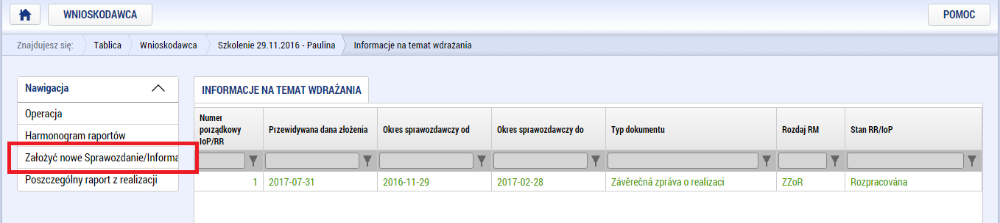 WNIOSKODAWCA
POMOC
Znajdujesz się: Tablica Wnioskodawca Szkolenie 29.11.2016 - Paulina Informacje na temat wdrażania
Nawigacja
Operacja
Harmonogram raportów
Założyć nowe Sprawozdanie/Informa
Poszczególny raport z realizacji
INFORMACJE NA TEMAT WDRAŻANIA
Numer
porządkowy
IoP/RR
Przewidywana dana złożenia
Okres sprawozdawczy od
Okres sprawozdawczy do
Typ dokumentu
Rozdaj RM
Stan RR/IoP
1 2017-07-31 2016-11-29 2017-02-28 Závěrečná zpráva o realizaci ZZoR Rozpracována